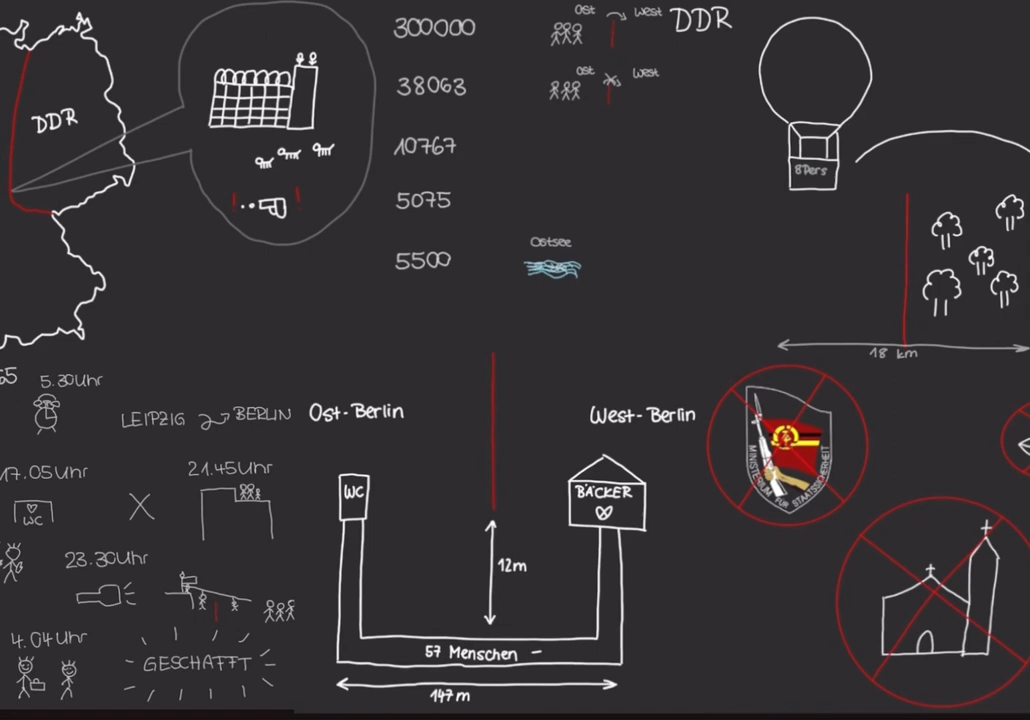 DDR
300000
Ost West
DDR
38063
Ost West
10767
5075
5500
Ostsee
8Pers
18 km
5.30Uhr
LEIPZIG BERLIN
17.05Uhr
WC
21.45Uhr
23.30Uhr
4.04Uhr
GESCHAFFT
Ost-Berlin
West-Berlin
WC
BÄCKER
12m
57 Menschen
147m
MINISTERIUM FÜR STAATSSICHERHEIT